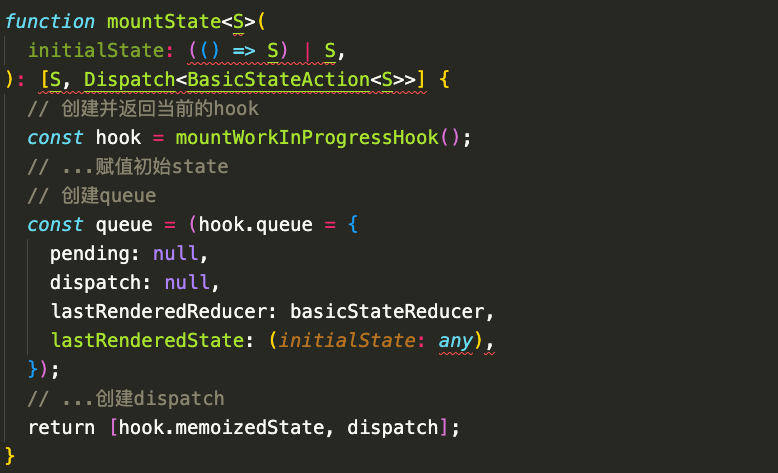 function mountState<S>(
  initialState: (() => S) | S,
): [S, Dispatch<BasicStateAction<S>>] {
  // 创建并返回当前的hook
  const hook = mountWorkInProgressHook();
  // ...赋值初始state
  // 创建queue
  const queue = (hook.queue = {
    pending: null,
    dispatch: null,
    lastRenderedReducer: basicStateReducer,
    lastRenderedState: (initialState: any),
  });
  // ...创建dispatch
  return [hook.memoizedState, dispatch];
}